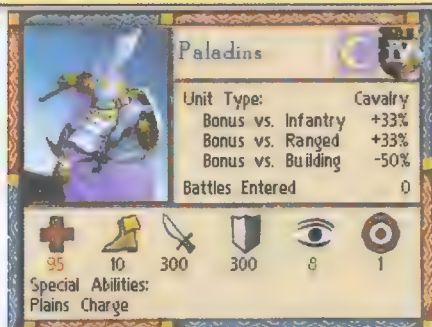 Paladins
IV
Unit Type: Cavalry
Bonus vs. Infantry +33%
Bonus vs. Ranged +33%
Bonus vs. Building -50%
Battles Entered 0
95 10 300 300 8 1
Special Abilities:
Plains Charge